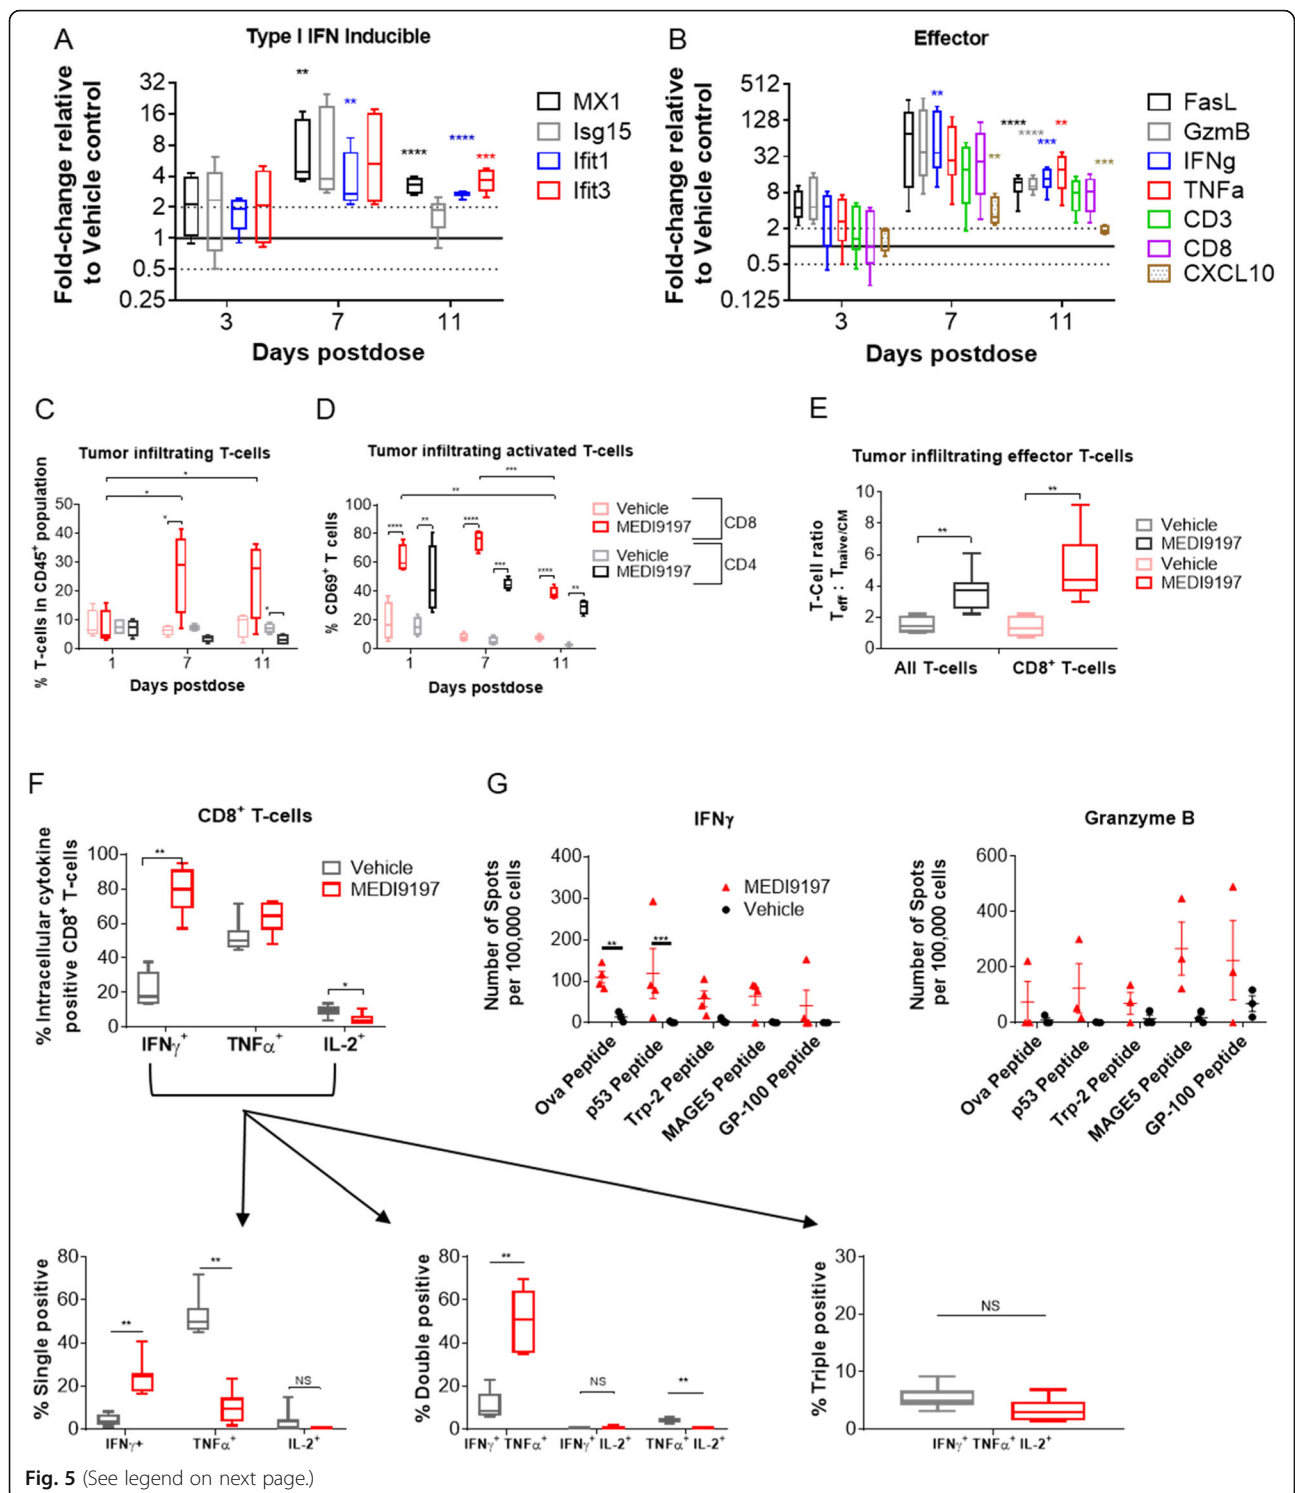 A
Type I IFN Inducible
Fold-change relative
to Vehicle control
32
16
8
4
2
1
0.5
0.25
**
**
****
****
***
MX1
Isg15
Ifit1
Ifit3
3 7 11
Days postdose
B
Effector
Fold-change relative
to Vehicle control
512
128
32
8
2
0.5
0.125
**
**
****
****
***
**
***
FasL
GzmB
IFNg
TNFa
CD3
CD8
CXCL10
3 7 11
Days postdose
C
Tumor infiltrating T-cells
% T-cells in CD45+ population
50
40
30
20
10
0
*
*
*
*
1 7 11
Days postdose
D
Tumor infiltrating activated T-cells
% CD69+ T cells
100
80
60
40
20
0
***
**
****
**
****
***
****
**
1 7 11
Days postdose
Vehicle
MEDI9197
CD8
Vehicle
MEDI9197
CD4
E
Tumor infliltrating effector T-cells
T-Cell ratio
Teff : Tnaive/CM
10
8
6
4
2
0
**
**
All T-cells CD8+ T-cells
Vehicle
MEDI9197
Vehicle
MEDI9197
F
CD8+ T-cells
% Intracellular cytokine
positive CD8+ T-cells
100
80
60
40
20
0
**
*
Vehicle
MEDI9197
IFNγ+ TNFα+ IL-2+
G
IFNγ
Number of Spots
per 100,000 cells
400
300
200
100
0
**
***
MEDI9197
Vehicle
Ova Peptide
p53 Peptide
Trp-2 Peptide
MAGE5 Peptide
GP-100 Peptide
Granzyme B
Number of Spots
per 100,000 cells
600
400
200
0
Ova Peptide
p53 Peptide
Trp-2 Peptide
MAGE5 Peptide
GP-100 Peptide
% Single positive
80
60
40
20
0
**
**
NS
IFNγ+ TNFα+ IL-2+
% Double positive
80
60
40
20
0
**
NS
**
IFNγ+ TNFα+ IFNγ+ IL-2+ TNFα+ IL-2+
% Triple positive
30
20
10
0
NS
IFNγ+ TNFα+ IL-2+
Fig. 5 (See legend on next page.)